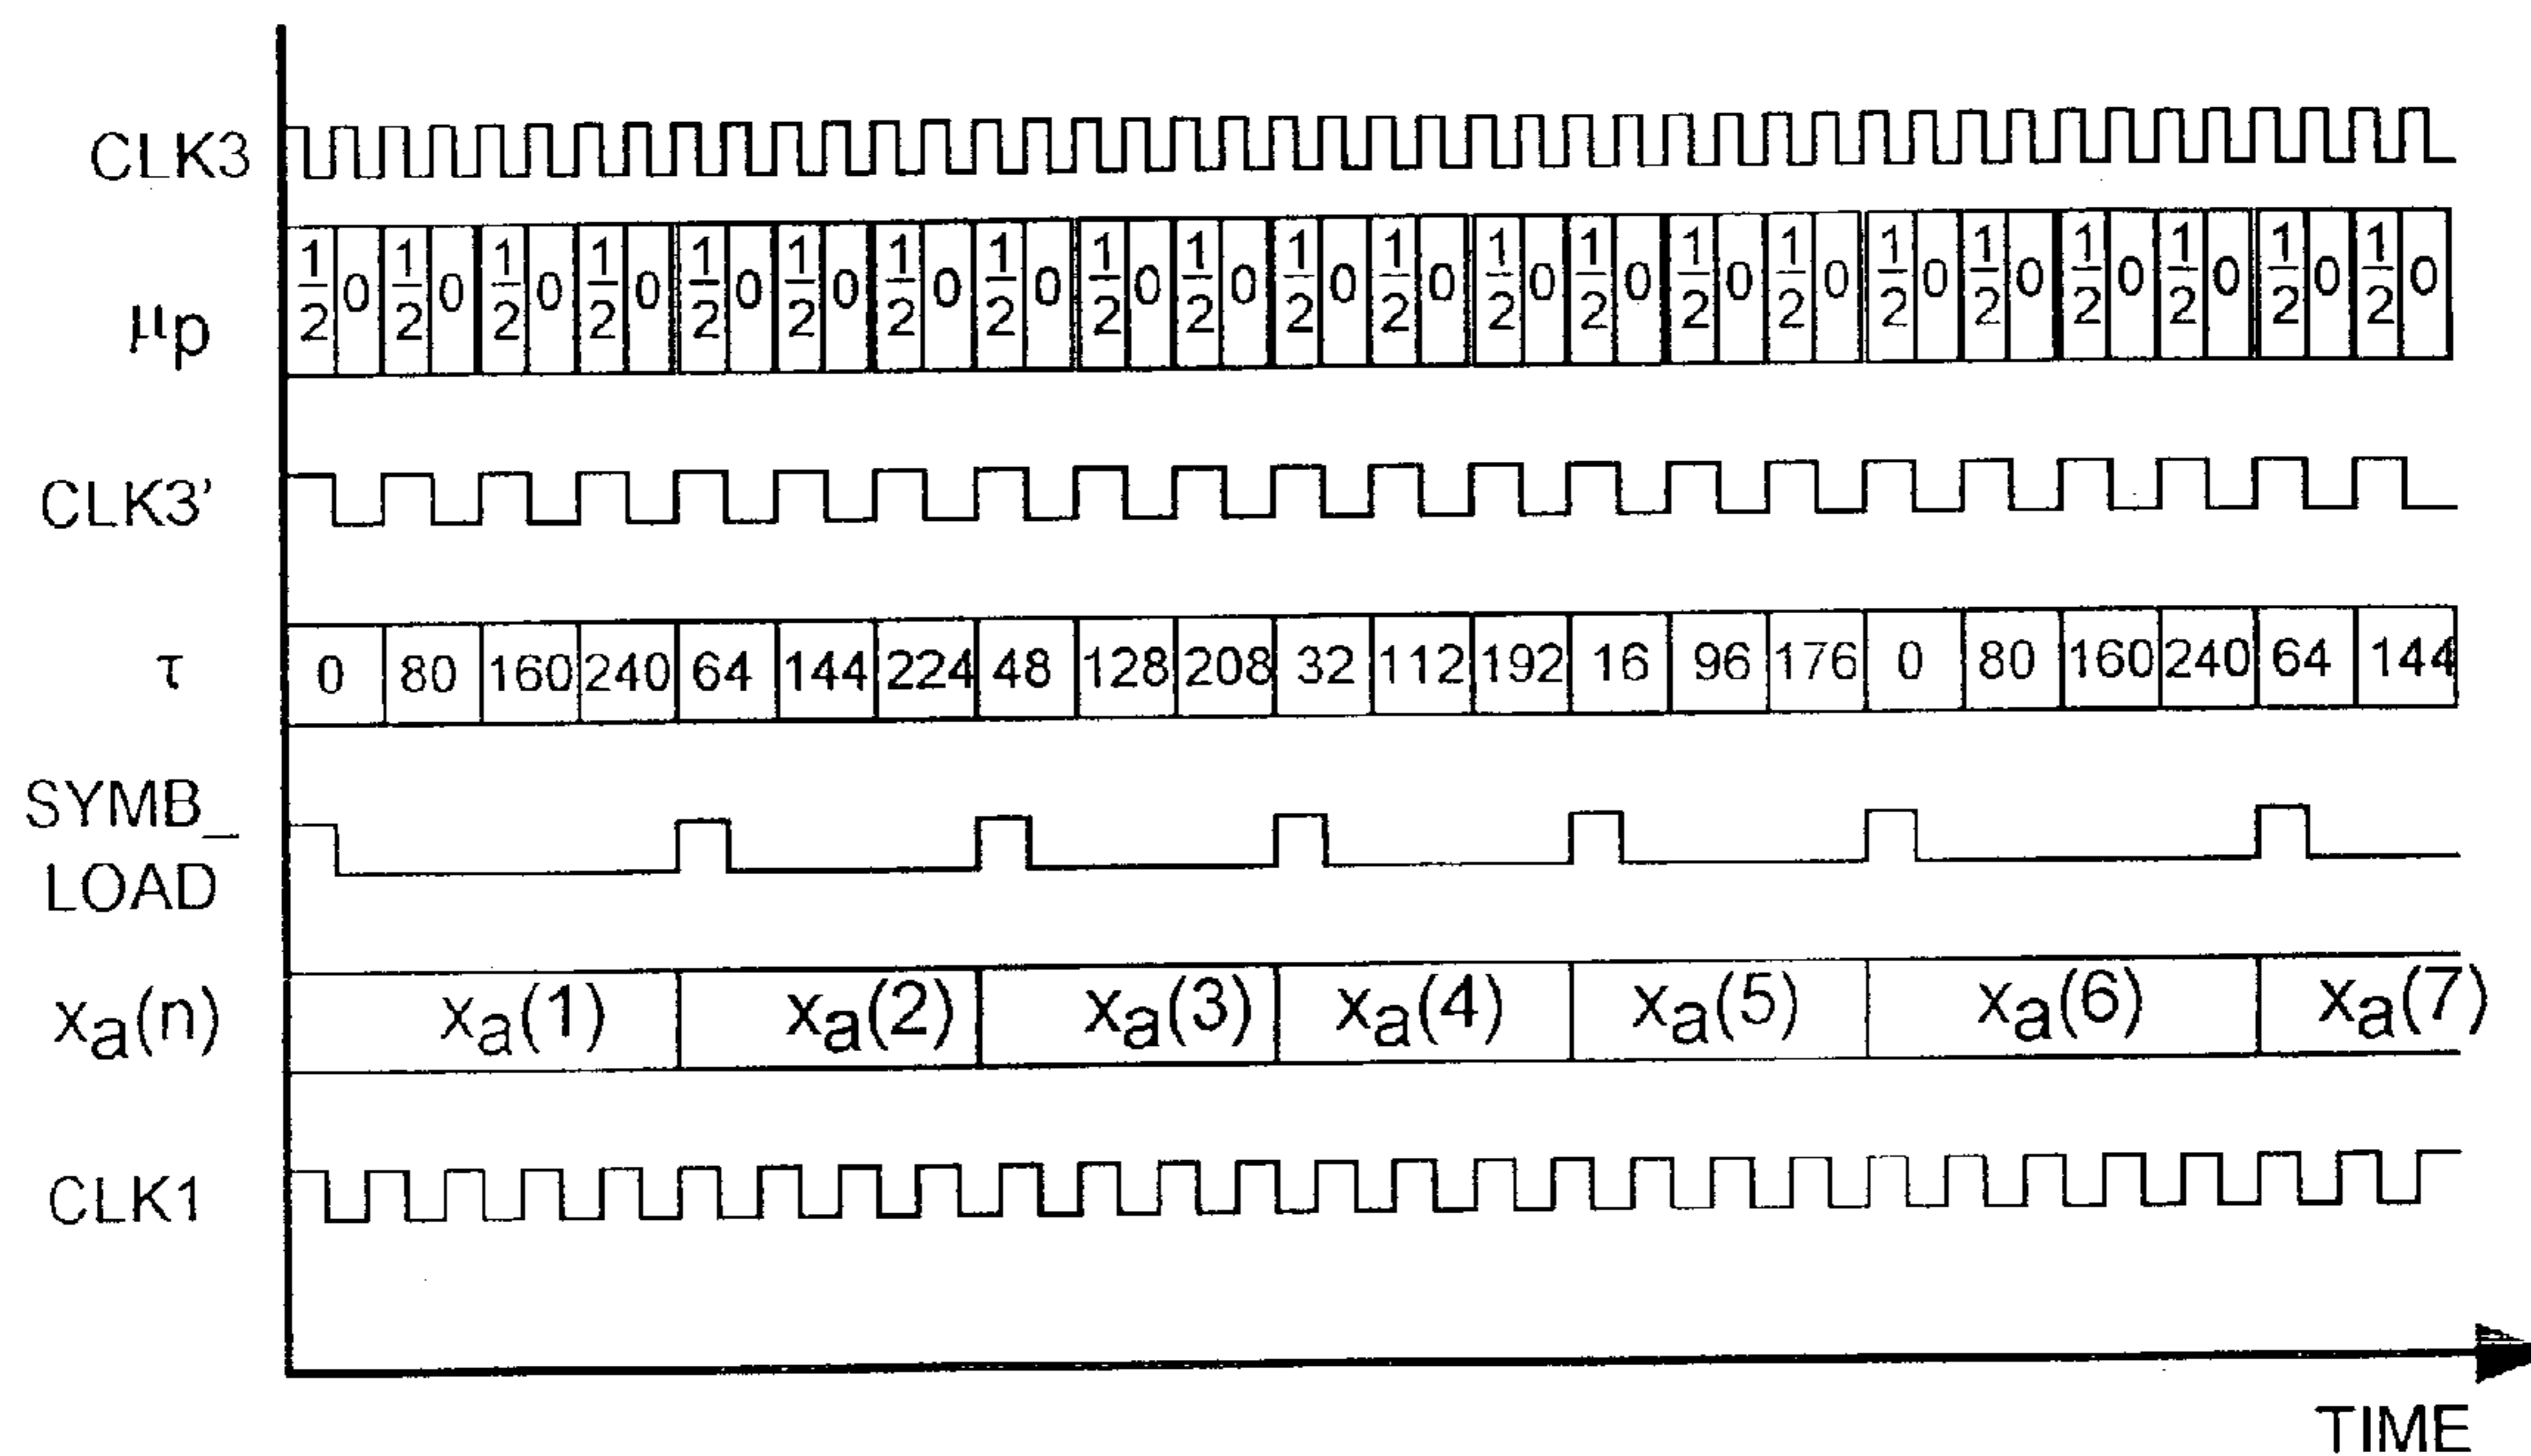 CLK3
μp
1/2 0 1/2 0 1/2 0 1/2 0 1/2 0 1/2 0 1/2 0 1/2 0 1/2 0 1/2 0 1/2 0 1/2 0 1/2 0 1/2 0 1/2 0 1/2 0 1/2 0 1/2 0 1/2 0 1/2 0 1/2 0 1/2 0
CLK3'
τ 0 80 160 240 64 144 224 48 128 208 32 112 192 16 96 176 0 80 160 240 64 144
SYMB_
LOAD
xa(n) xa(1) xa(2) xa(3) xa(4) xa(5) xa(6) xa(7)
CLK1
TIME